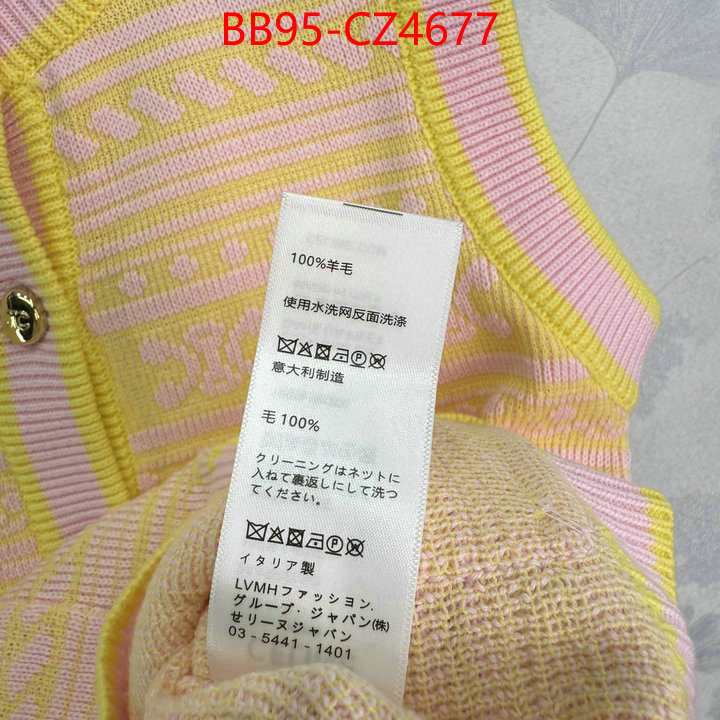 BB95-CZ4677
100%羊毛
使用水洗网反面洗涤
意大利制造
毛 100%
クリーニングはネットに
入ねて裏返しにして洗つ
てください。
イタリア製
LVMHファッション.
グループ・ジャパン(株)
せリーヌジャパン
03-5441-1401